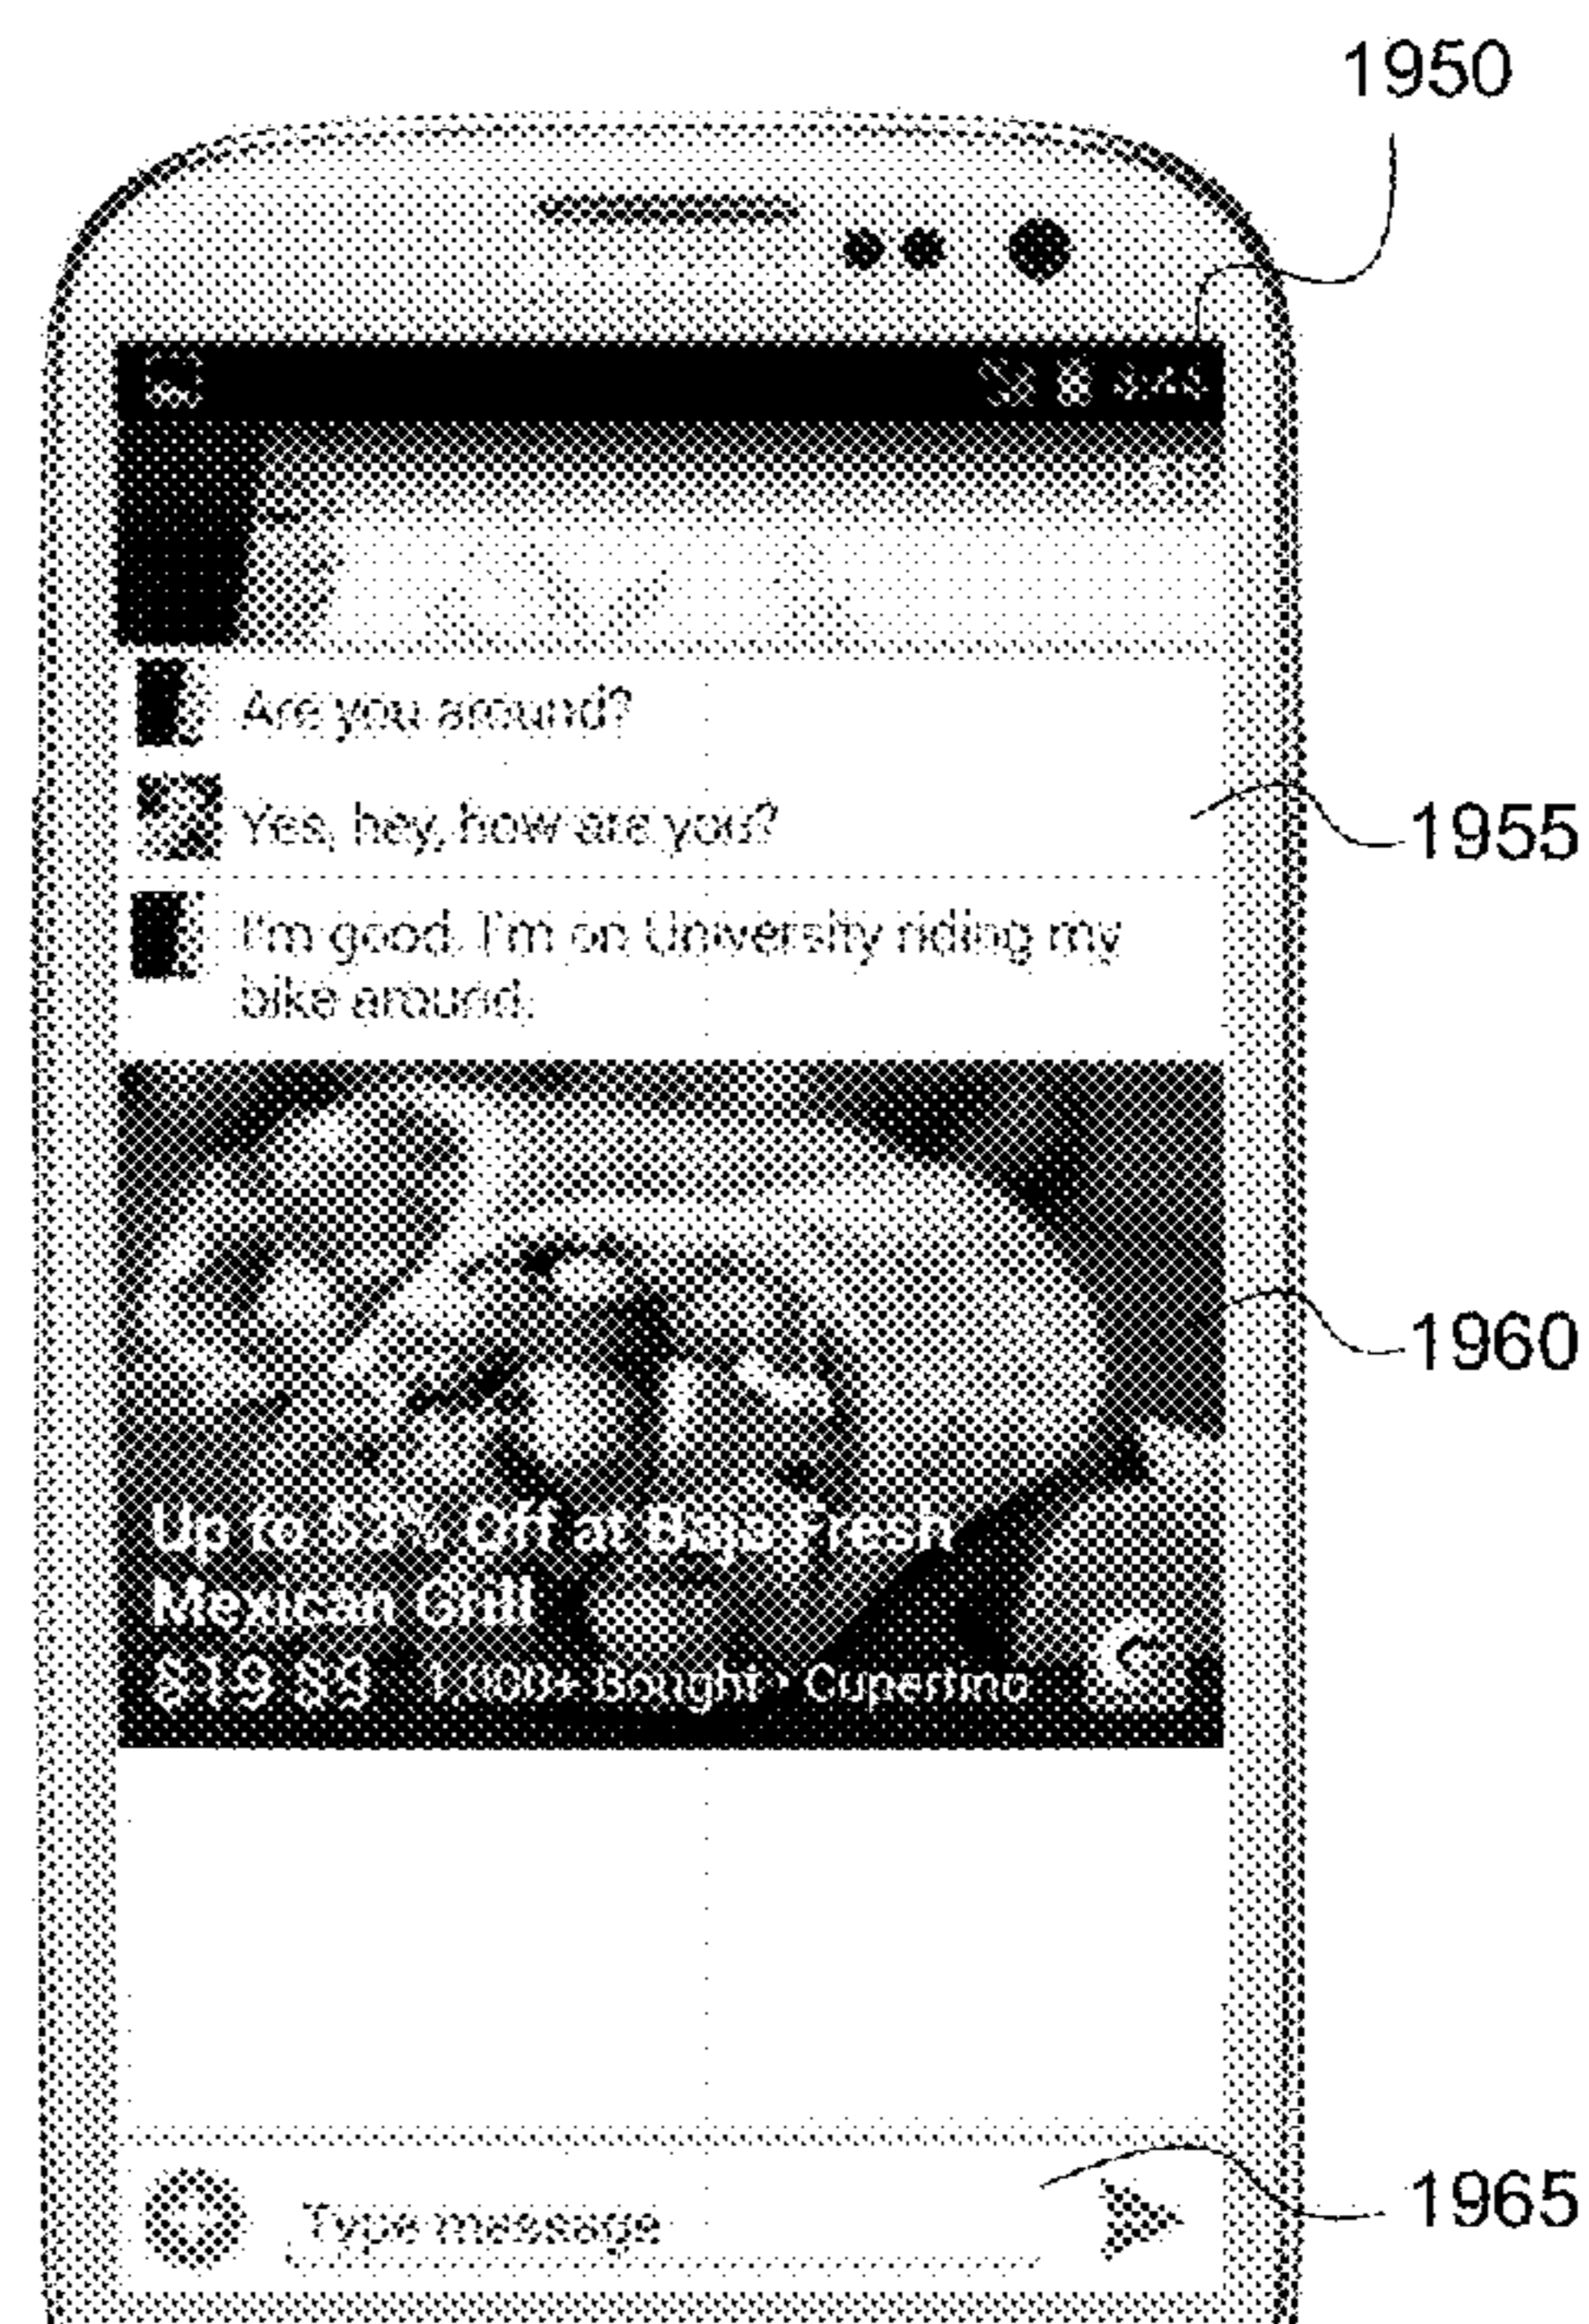 1950
Are you around?
Yes, hey, how are you?
1955
I'm good. I'm on University riding my
bike around.
1960
Up to 53% Off at Baja Fresh
Mexican Grill
1,000+ Bought • Cupertino
Type message
1965